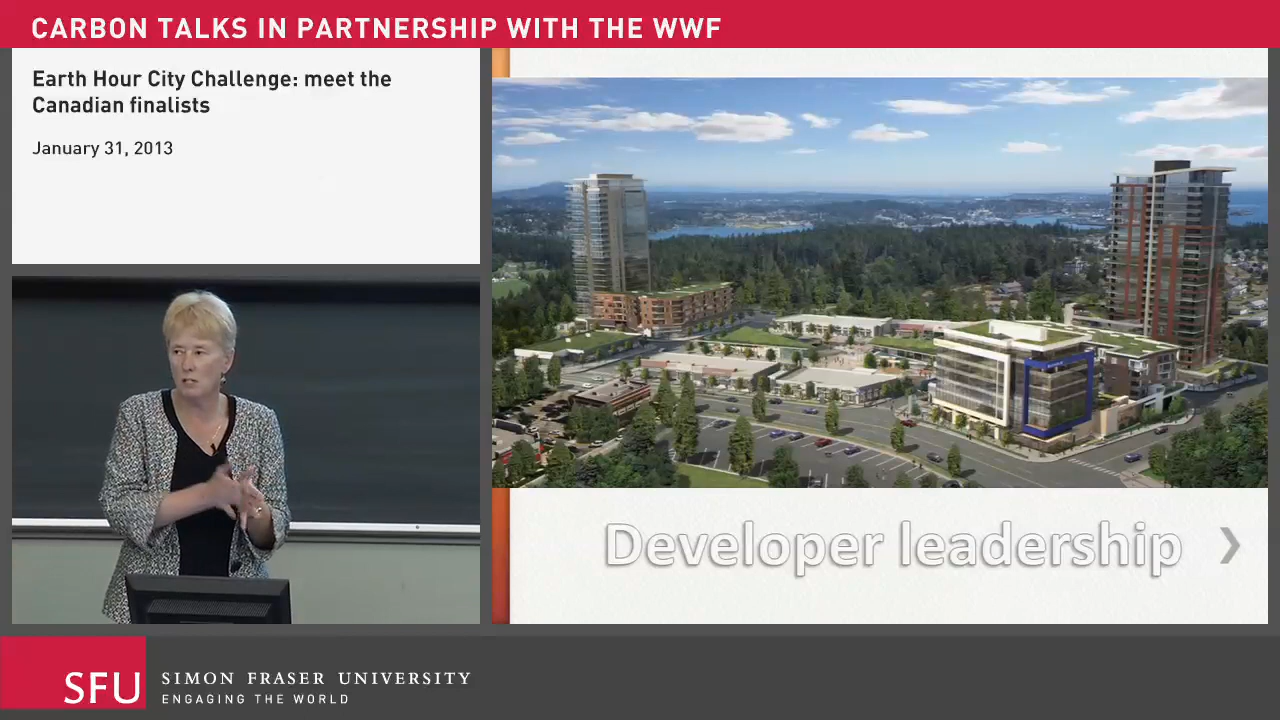 CARBON TALKS IN PARTNERSHIP WITH THE WWF
Earth Hour City Challenge: meet the
Canadian finalists
January 31, 2013
Developer leadership
SFU
SIMON FRASER UNIVERSITY
ENGAGING THE WORLD